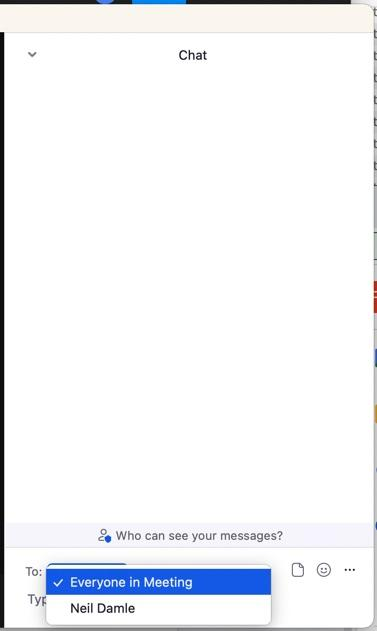 Chat
Who can see your messages?
To:
Everyone in Meeting
Typ
Neil Damle